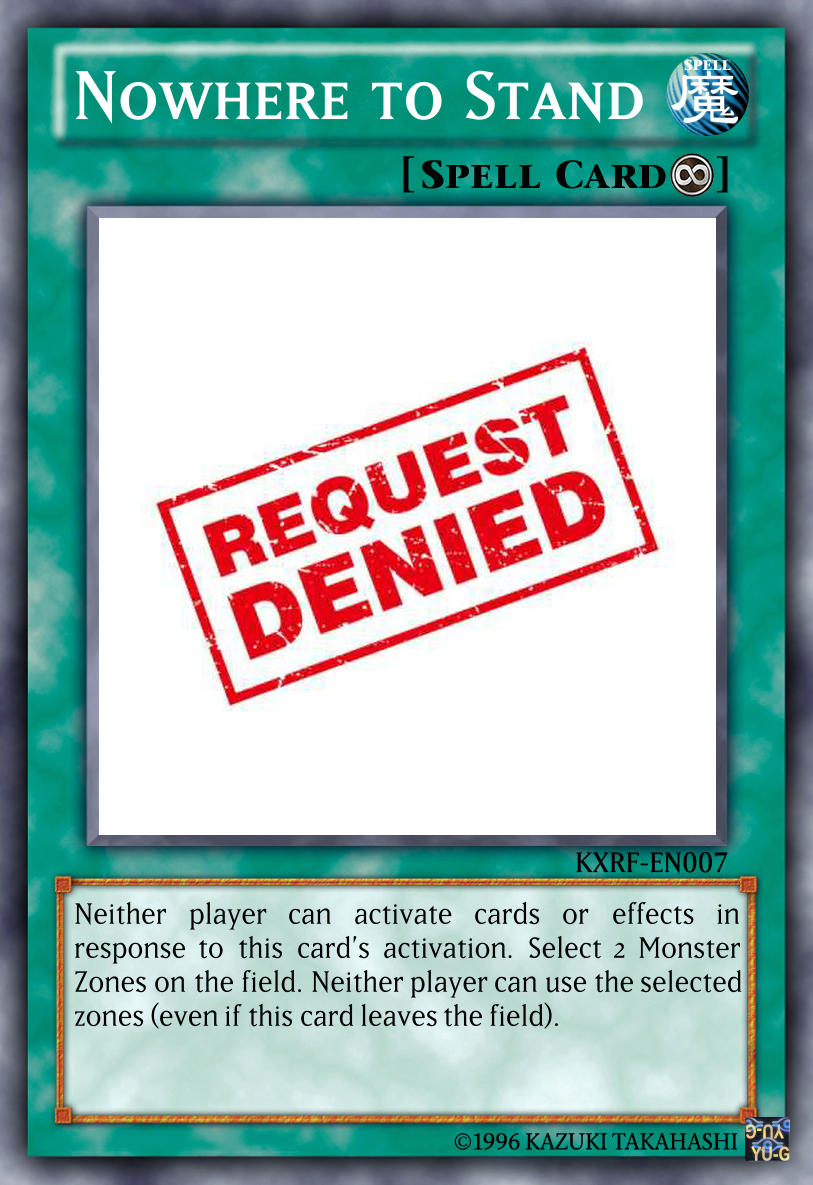 Nowhere to Stand
SPELL
魔
[Spell Card∞]
REQUEST
DENIED
KXRF-EN007
Neither player can activate cards or effects in
response to this card's activation. Select 2 Monster
Zones on the field. Neither player can use the selected
zones (even if this card leaves the field).
©1996 KAZUKI TAKAHASHI
YU-G
YU-G